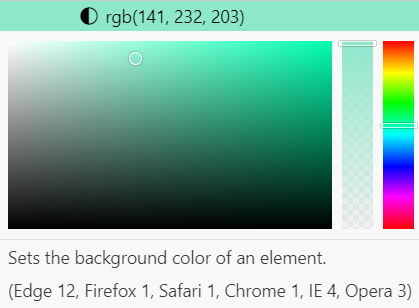 rgb(141, 232, 203)
Sets the background color of an element.
(Edge 12, Firefox 1, Safari 1, Chrome 1, IE 4, Opera 3)